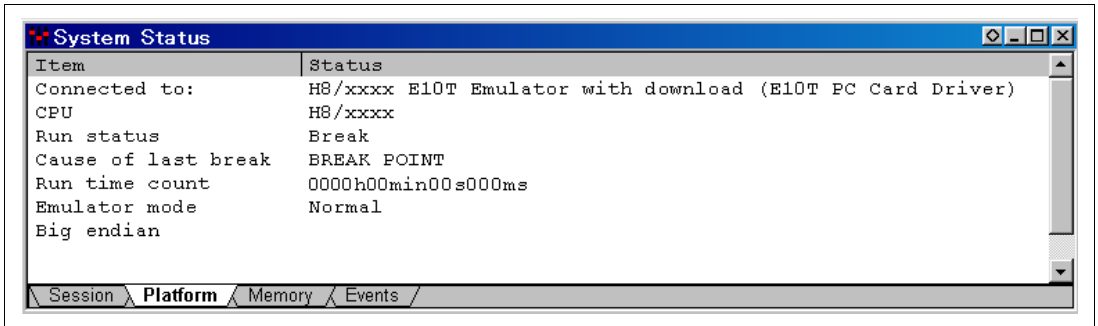 System Status
Item Status
Connected to: H8/xxxx E10T Emulator with download (E10T PC Card Driver)
CPU H8/xxxx
Run status Break
Cause of last break BREAK POINT
Run time count 0000h00min00s000ms
Emulator mode Normal
Big endian
Session Platform Memory Events